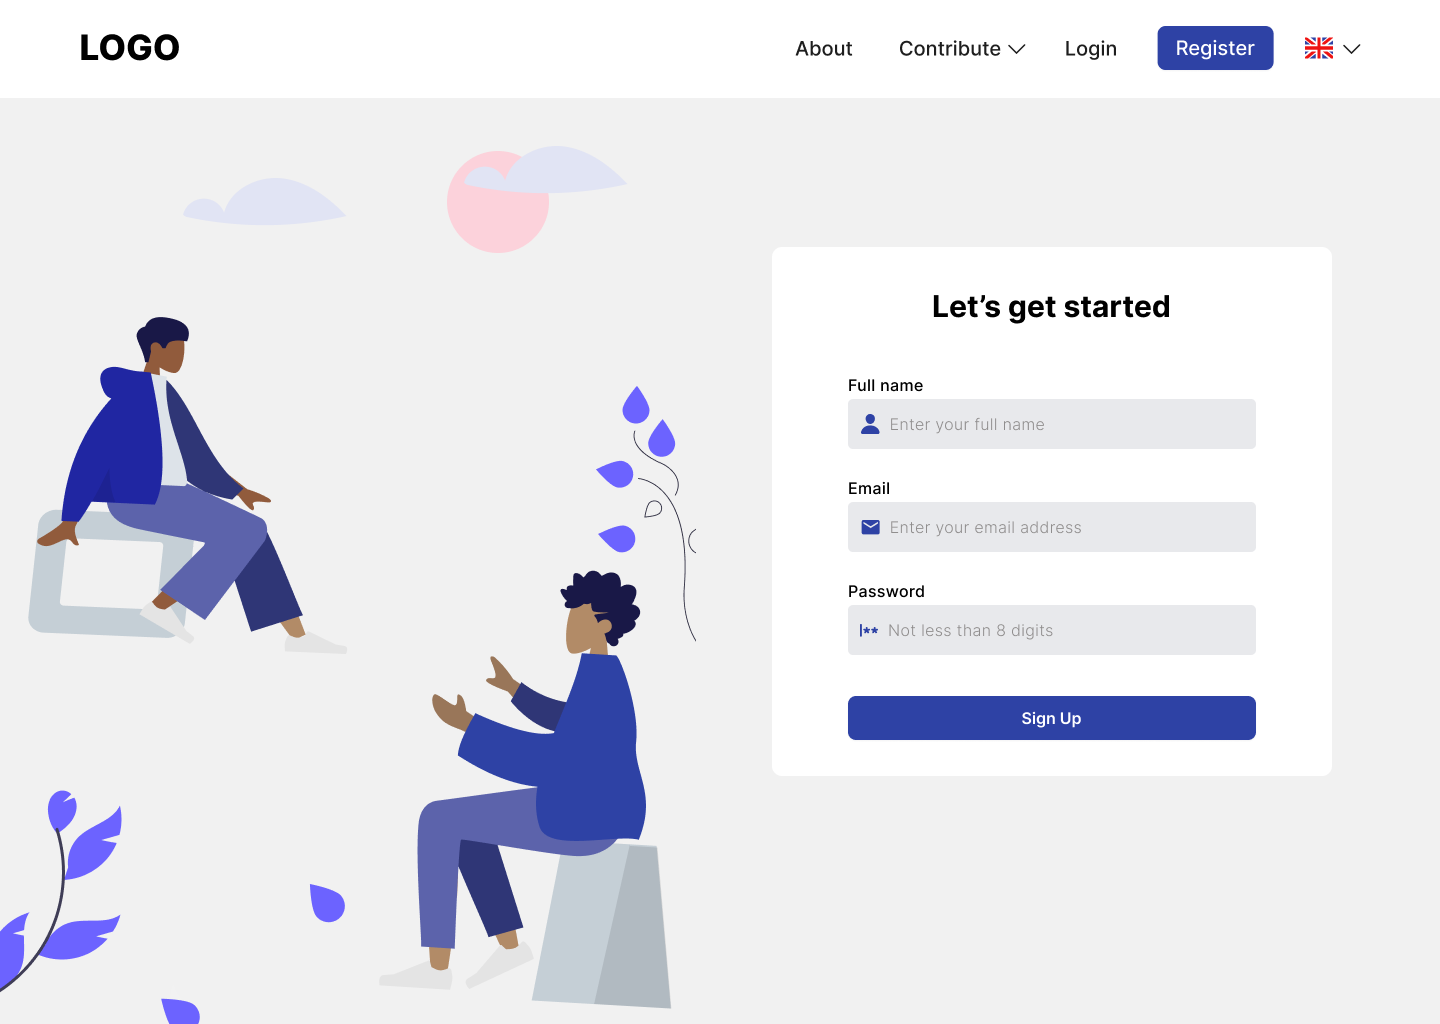 LOGO
About
Contribute
Login
Register
Let’s get started
Full name
Enter your full name
Email
Enter your email address
Password
|** Not less than 8 digits
Sign Up